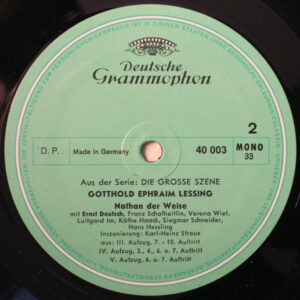 Deutsche
Grammophon
2
D. P..
Made in Germany
40 003
MONO
33
Aus der Serie: DIE GROSSE SZENE
GOTTHOLD EPHRAIM LESSING
Nathan der Weise
mit Ernst Deutsch, Franz Schafheitlin, Verena Wiet,
Luitgard Im, Käthe Haack, Siegmar Schneider,
Hans Hessling
Inszenierung: Karl-Heinz Stroux
aus: III. Aufzug, 7. - 10. Auftritt
IV. Aufzug, 3., 4., 6., 7. Auftritt
V. Aufzug, 6. u. 7. Auftritt